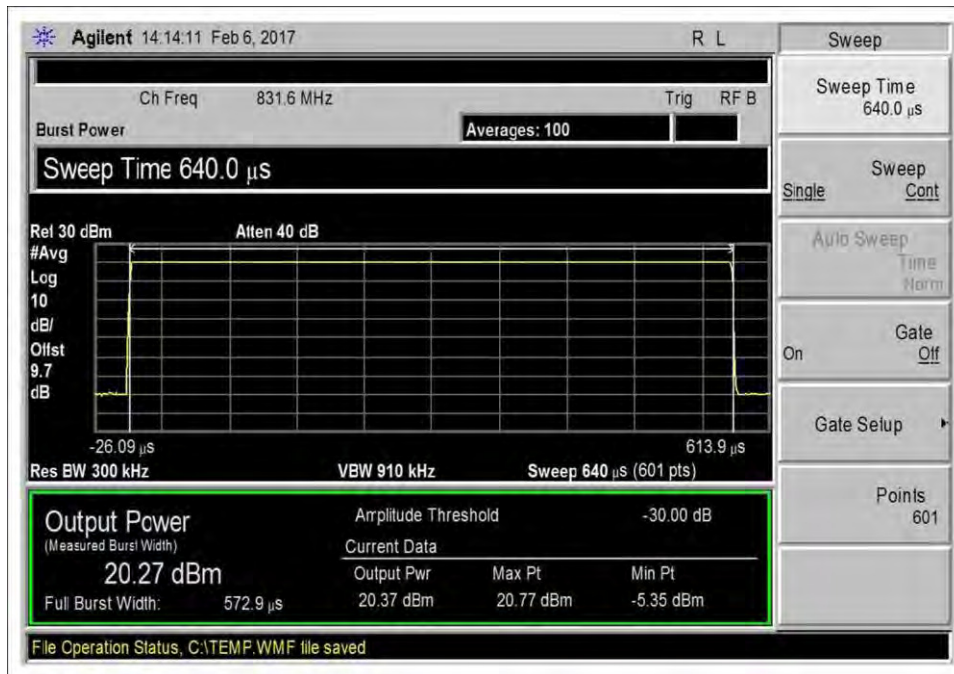 Agilent 14:14:11 Feb 6, 2017 R L
Sweep
Ch Freq 831.6 MHz Trig RF B
Burst Power Averages: 100
Sweep Time 640.0 µs
Ref 30 dBm Atten 40 dB
#Avg
Log
10
dB/
Offst
9.7
dB
-26.09 µs 613.9 µs
Res BW 300 kHz VBW 910 kHz Sweep 640 µs (601 pts)
Output Power
(Measured Burst Width)
20.27 dBm
Full Burst Width: 572.9 µs
Amplitude Threshold -30.00 dB
Current Data
Output Pwr Max Pt Min Pt
20.37 dBm 20.77 dBm -5.35 dBm
File Operation Status, C:\TEMP.WMF file saved
Sweep Time
640.0 µs
Sweep
Single Cont
Auto Sweep
Time
Norm
Gate
On Off
Gate Setup
Points
601